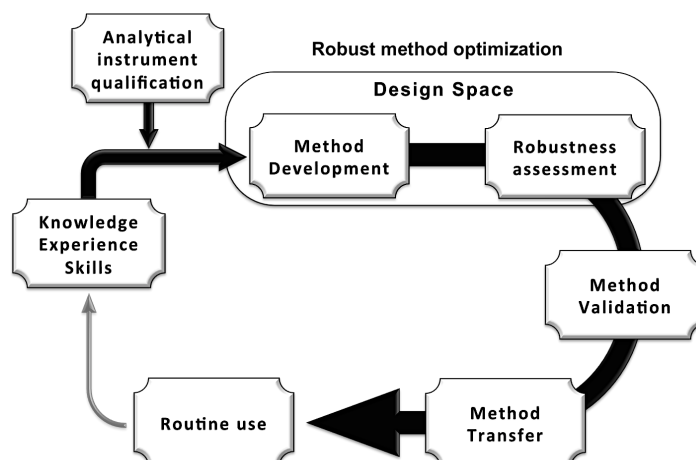 Analytical
instrument
qualification
Robust method optimization
Design Space
Method
Development
Robustness
assessment
Knowledge
Experience
Skills
Method
Validation
Method
Transfer
Routine use